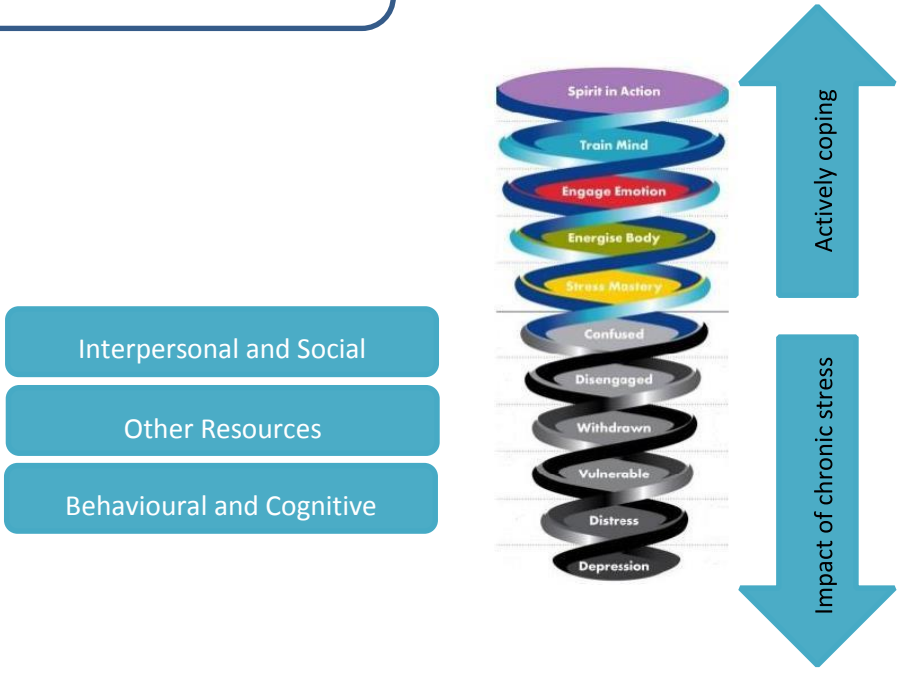 Spirit in Action
Train Mind
Engage Emotion
Energise Body
Stress Mastery
Confused
Disengaged
Withdrawn
Vulnerable
Distress
Depression
Actively coping
Impact of chronic stress
Interpersonal and Social
Other Resources
Behavioural and Cognitive